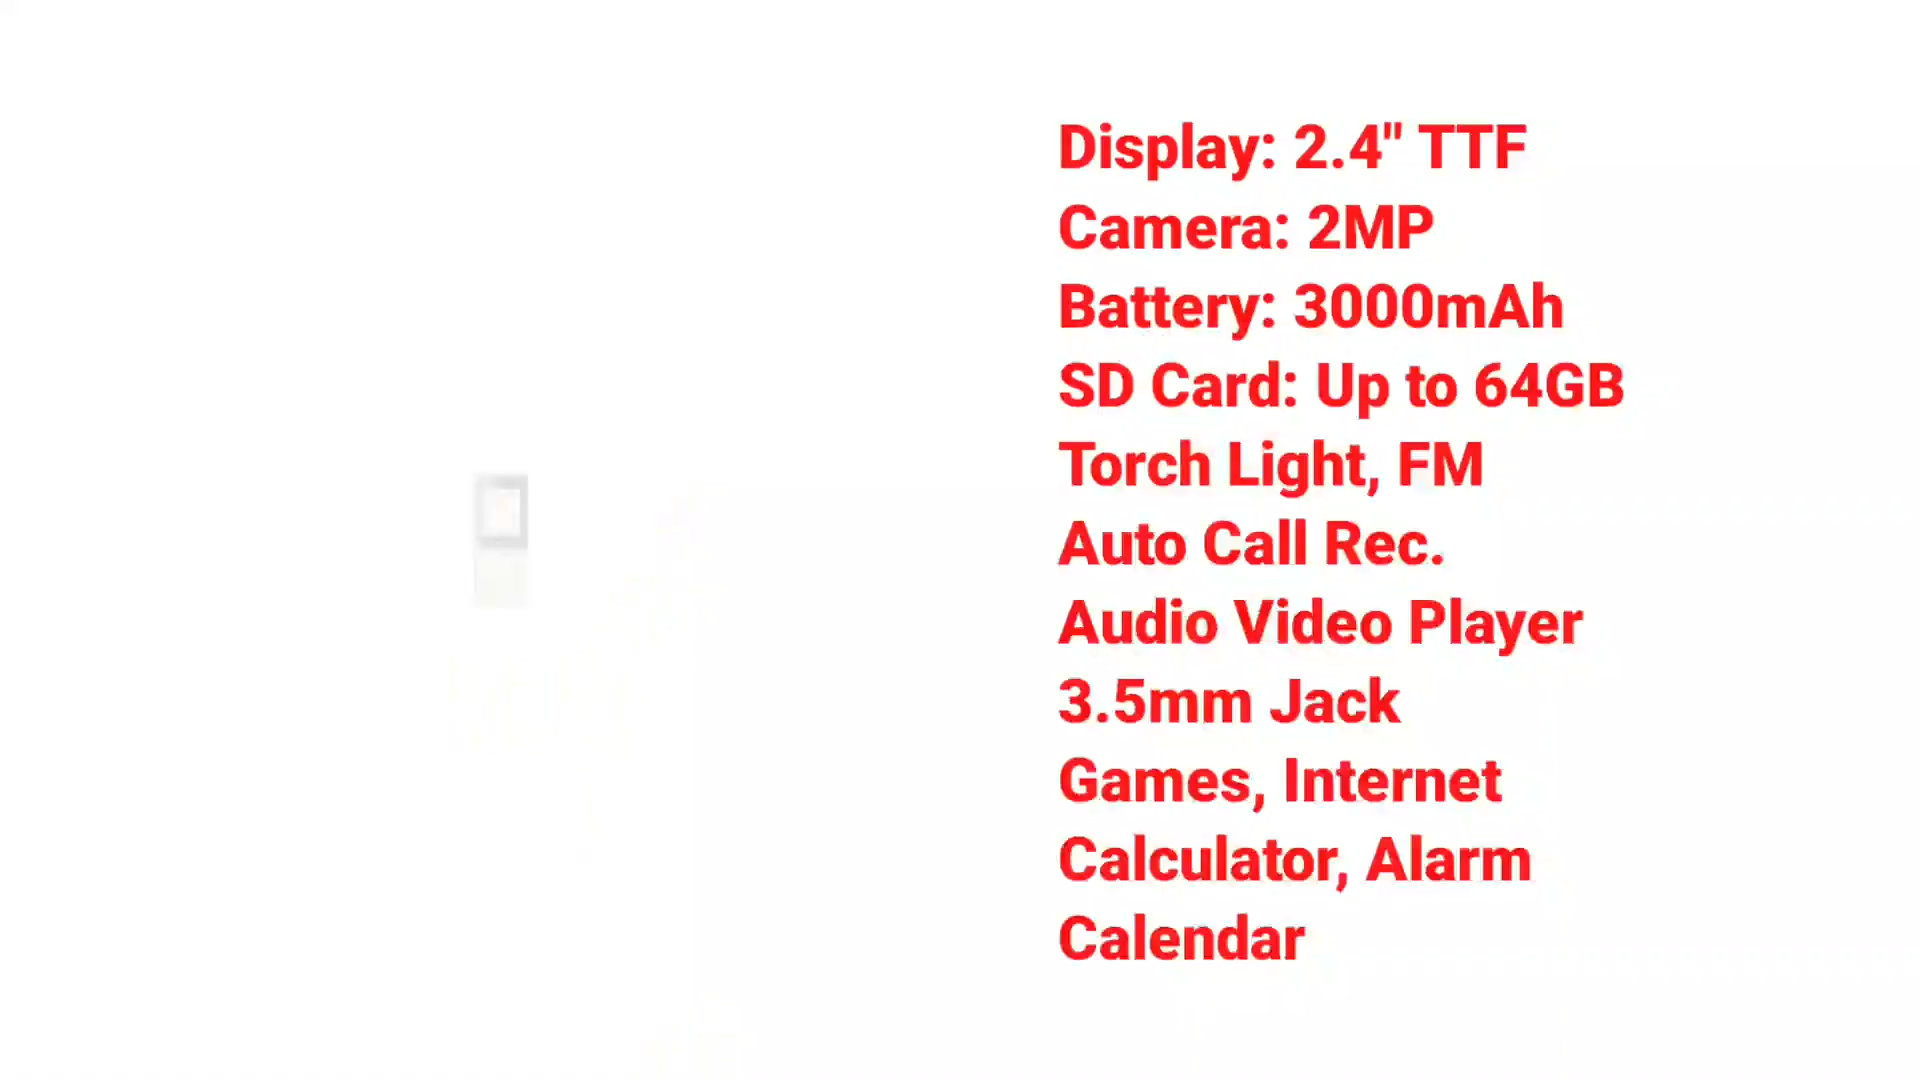 Display: 2.4" TTF
Camera: 2MP
Battery: 3000mAh
SD Card: Up to 64GB
Torch Light, FM
Auto Call Rec.
Audio Video Player
3.5mm Jack
Games, Internet
Calculator, Alarm
Calendar